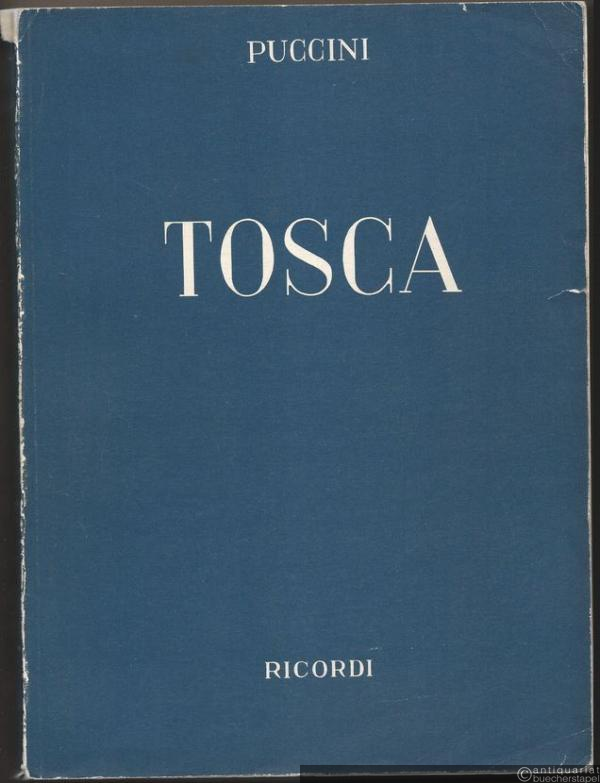 PUCCINI
TOSCA
RICORDI
©antiquariat
buecherstapel